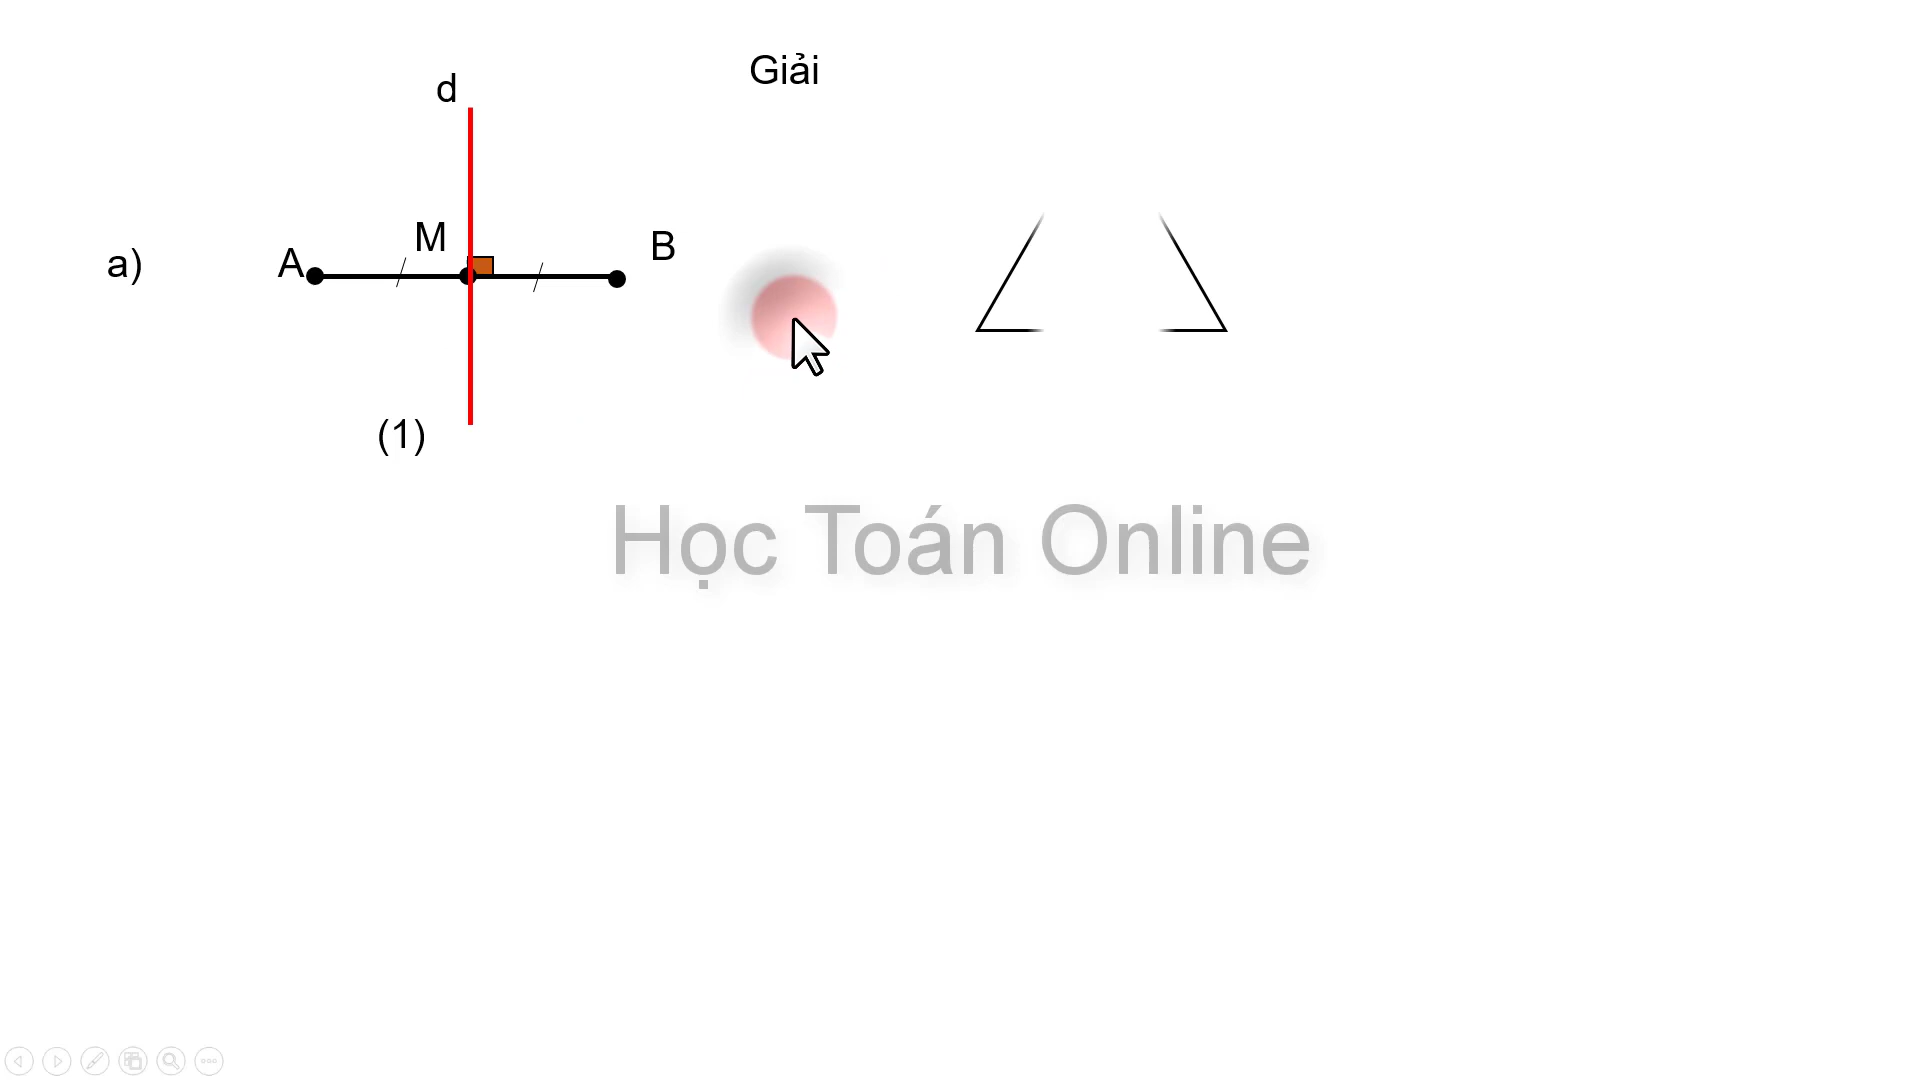 Giải
d
a)
A
M
B
(1)
Học Toán Online